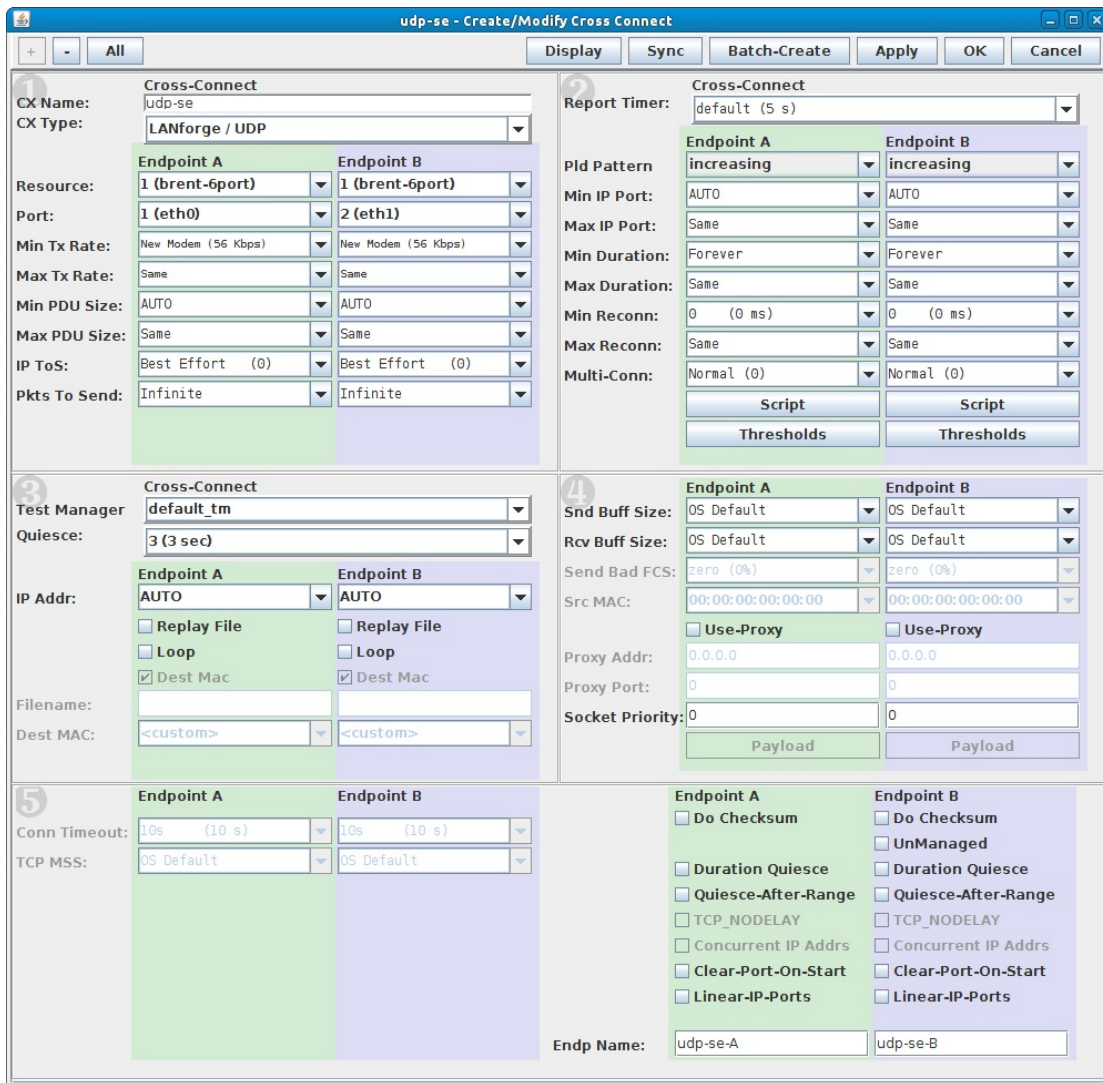 udp-se - Create/Modify Cross Connect
+ - All Display Sync Batch-Create Apply OK Cancel
1
Cross-Connect
CX Name: udp-se
CX Type: LANforge / UDP
Endpoint A Endpoint B
Resource: 1 (brent-6port) 1 (brent-6port)
Port: 1 (eth0) 2 (eth1)
Min Tx Rate: New Modem (56 Kbps) New Modem (56 Kbps)
Max Tx Rate: Same Same
Min PDU Size: AUTO AUTO
Max PDU Size: Same Same
IP ToS: Best Effort (0) Best Effort (0)
Pkts To Send: Infinite Infinite
2
Cross-Connect
Report Timer: default (5 s)
Endpoint A Endpoint B
Pld Pattern increasing increasing
Min IP Port: AUTO AUTO
Max IP Port: Same Same
Min Duration: Forever Forever
Max Duration: Same Same
Min Reconn: 0 (0 ms) 0 (0 ms)
Max Reconn: Same Same
Multi-Conn: Normal (0) Normal (0)
Script Script
Thresholds Thresholds
3
Cross-Connect
Test Manager default_tm
Quiesce: 3 (3 sec)
Endpoint A Endpoint B
IP Addr: AUTO AUTO
Replay File Replay File
Loop Loop
Dest Mac Dest Mac
Filename:
Dest MAC: <custom> <custom>
4
Endpoint A Endpoint B
Snd Buff Size: OS Default OS Default
Rcv Buff Size: OS Default OS Default
Send Bad FCS: zero (0%) zero (0%)
Src MAC: 00:00:00:00:00:00 00:00:00:00:00:00
Use-Proxy Use-Proxy
Proxy Addr: 0.0.0.0 0.0.0.0
Proxy Port: 0 0
Socket Priority: 0 0
Payload Payload
5
Endpoint A Endpoint B
Conn Timeout: 10s (10 s) 10s (10 s)
TCP MSS: OS Default OS Default
Endpoint A Endpoint B
Do Checksum Do Checksum
UnManaged
Duration Quiesce Duration Quiesce
Quiesce-After-Range Quiesce-After-Range
TCP_NODELAY TCP_NODELAY
Concurrent IP Addrs Concurrent IP Addrs
Clear-Port-On-Start Clear-Port-On-Start
Linear-IP-Ports Linear-IP-Ports
Endp Name: udp-se-A udp-se-B